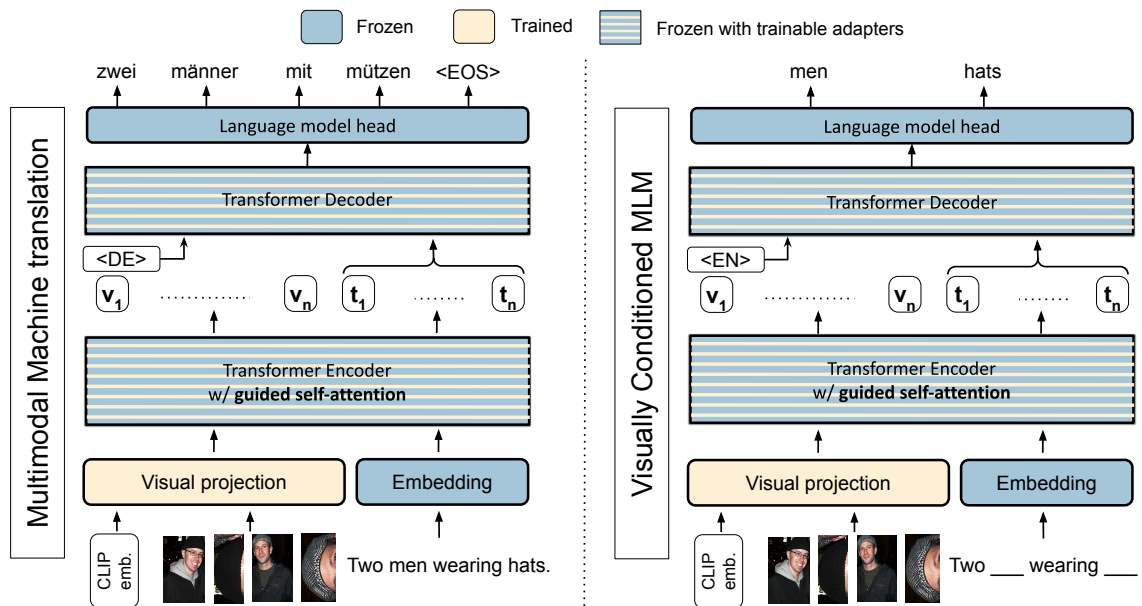 Frozen
Trained
Frozen with trainable adapters
Multimodal Machine translation
zwei männer mit mützen <EOS>
Language model head
Transformer Decoder
<DE>
v1 ........... vn t1 ...... tn
Transformer Encoder
w/ guided self-attention
Visual projection
Embedding
CLIP
emb.
Two men wearing hats.
Visually Conditioned MLM
men hats
Language model head
Transformer Decoder
<EN>
v1 ........... vn t1 ...... tn
Transformer Encoder
w/ guided self-attention
Visual projection
Embedding
CLIP
emb.
Two ___ wearing ___